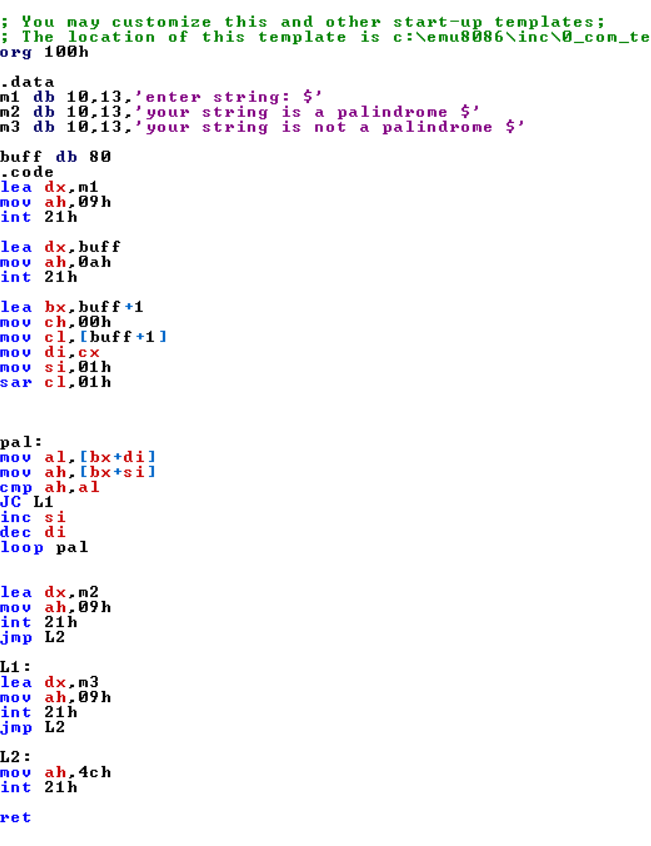 ; You may customize this and other start-up templates;
; The location of this template is c:\emu8086\inc\0_com_te
org 100h
.data
m1 db 10,13,'enter string: $'
m2 db 10,13,'your string is a palindrome $'
m3 db 10,13,'your string is not a palindrome $'
buff db 80
.code
lea dx,m1
mov ah,09h
int 21h
lea dx,buff
mov ah,0ah
int 21h
lea bx,buff+1
mov ch,00h
mov cl,[buff+1]
mov di,cx
mov si,01h
sar cl,01h
pal:
mov al,[bx+di]
mov ah,[bx+si]
cmp ah,al
JC L1
inc si
dec di
loop pal
lea dx,m2
mov ah,09h
int 21h
jmp L2
L1:
lea dx,m3
mov ah,09h
int 21h
jmp L2
L2:
mov ah,4ch
int 21h
ret